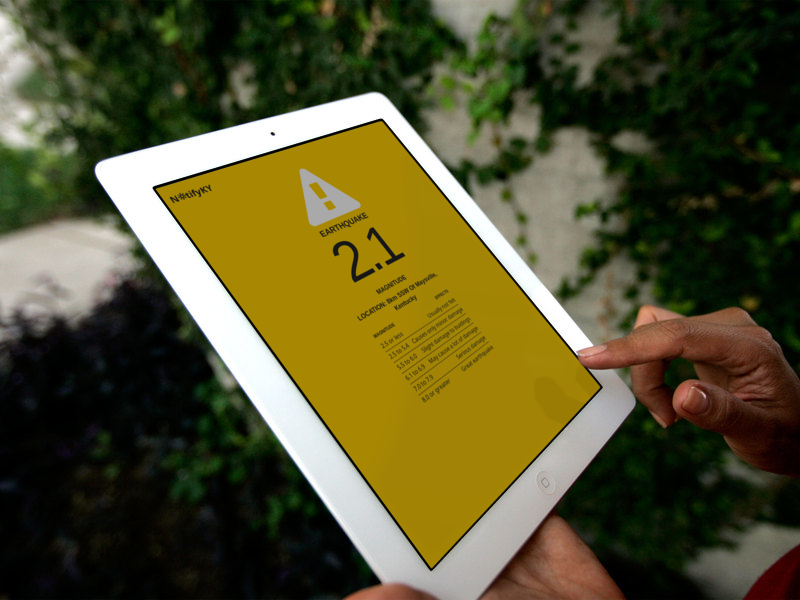 N❄tifyKY
EARTHQUAKE
2.1
MAGNITUDE
LOCATION: 8km SSW Of Maysville,
Kentucky
MAGNITUDE EFFECTS
2.5 or less Usually not felt
2.5 to 5.4 Causes only minor damage
5.5 to 6.0 Slight damage to buildings
6.1 to 6.9 May cause a lot of damage
7.0 to 7.9 Serious damage
8.0 or greater Great earthquake